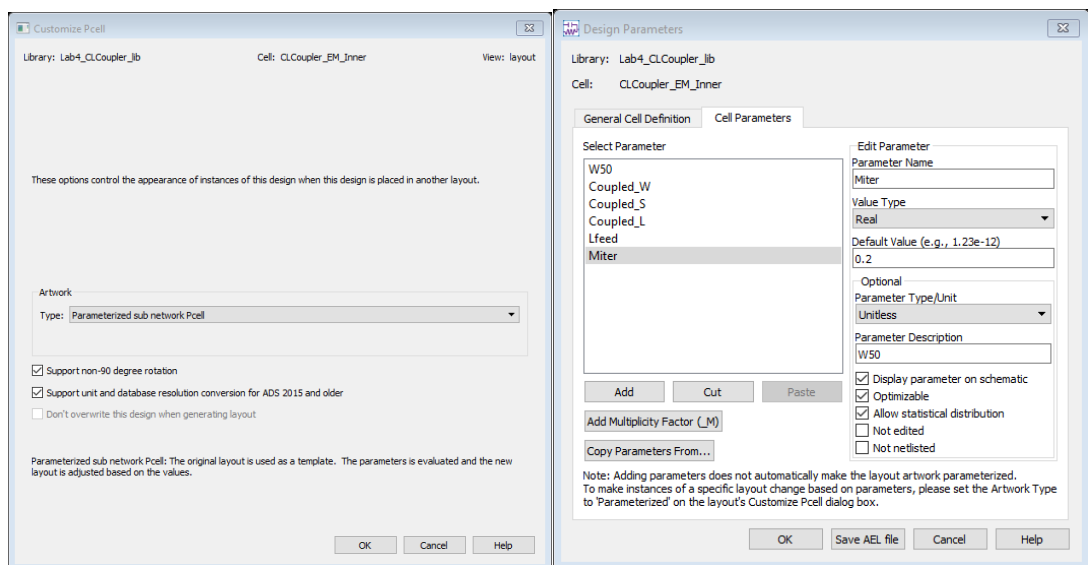 Customize Pcell
Library: Lab4_CLCoupler_lib Cell: CLCoupler_EM_Inner View: layout
These options control the appearance of instances of this design when this design is placed in another layout.
Artwork
Type: Parameterized sub network Pcell
Support non-90 degree rotation
Support unit and database resolution conversion for ADS 2015 and older
Don't overwrite this design when generating layout
Parameterized sub network Pcell: The original layout is used as a template. The parameters is evaluated and the new
layout is adjusted based on the values.
OK Cancel Help
Design Parameters
Library: Lab4_CLCoupler_lib
Cell: CLCoupler_EM_Inner
General Cell Definition Cell Parameters
Select Parameter
W50
Coupled_W
Coupled_S
Coupled_L
Lfeed
Miter
Add Cut Paste
Add Multiplicity Factor (_M)
Copy Parameters From...
Edit Parameter
Parameter Name
Miter
Value Type
Real
Default Value (e.g., 1.23e-12)
0.2
Optional
Parameter Type/Unit
Unitless
Parameter Description
W50
Display parameter on schematic
Optimizable
Allow statistical distribution
Not edited
Not netlisted
Note: Adding parameters does not automatically make the layout artwork parameterized.
To make instances of a specific layout change based on parameters, please set the Artwork Type
to 'Parameterized' on the layout's Customize Pcell dialog box.
OK Save AEL file Cancel Help